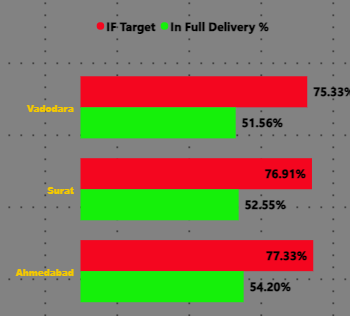 IF Target In Full Delivery %
Vadodara
75.33%
51.56%
Surat
76.91%
52.55%
Ahmedabad
77.33%
54.20%